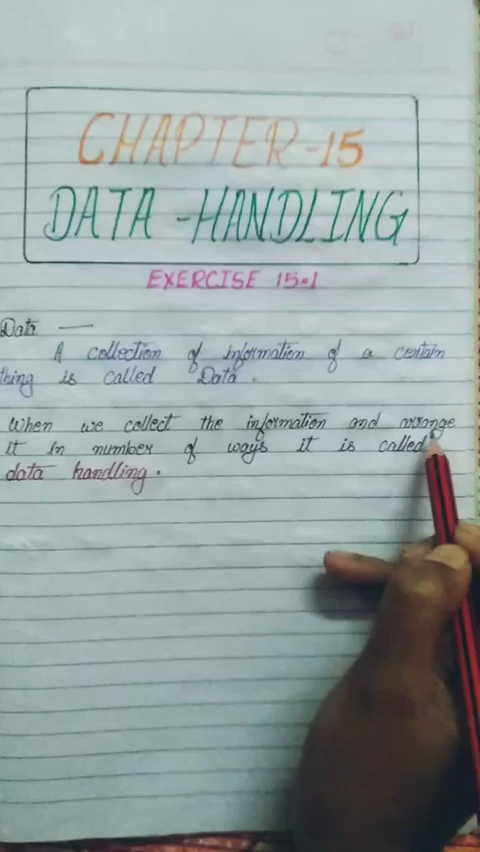 CHAPTER-15
DATA -HANDLING
EXERCISE 15.1
Data —
A collection of information of a certain
thing is called Data.
When we collect the information and arrange
it in number of ways it is called
data handling.